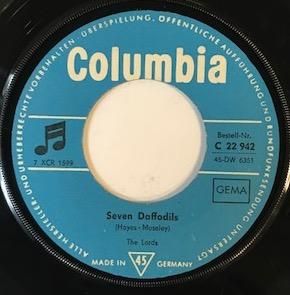 ALLE HERSTELLER- UND URHEBERRECHTE VORBEHALTEN · ÜBERSPIELUNG, ÖFFENTLICHE AUFFÜHRUNG UND RUNDFUNKSENDUNG UNTERSAGT
Columbia
7 XCR 1599
Bestell-Nr.
C 22 942
45-DW 6351
GEMA
Seven Daffodils
(Hayes - Moseley)
The Lords
MADE IN 45 GERMANY